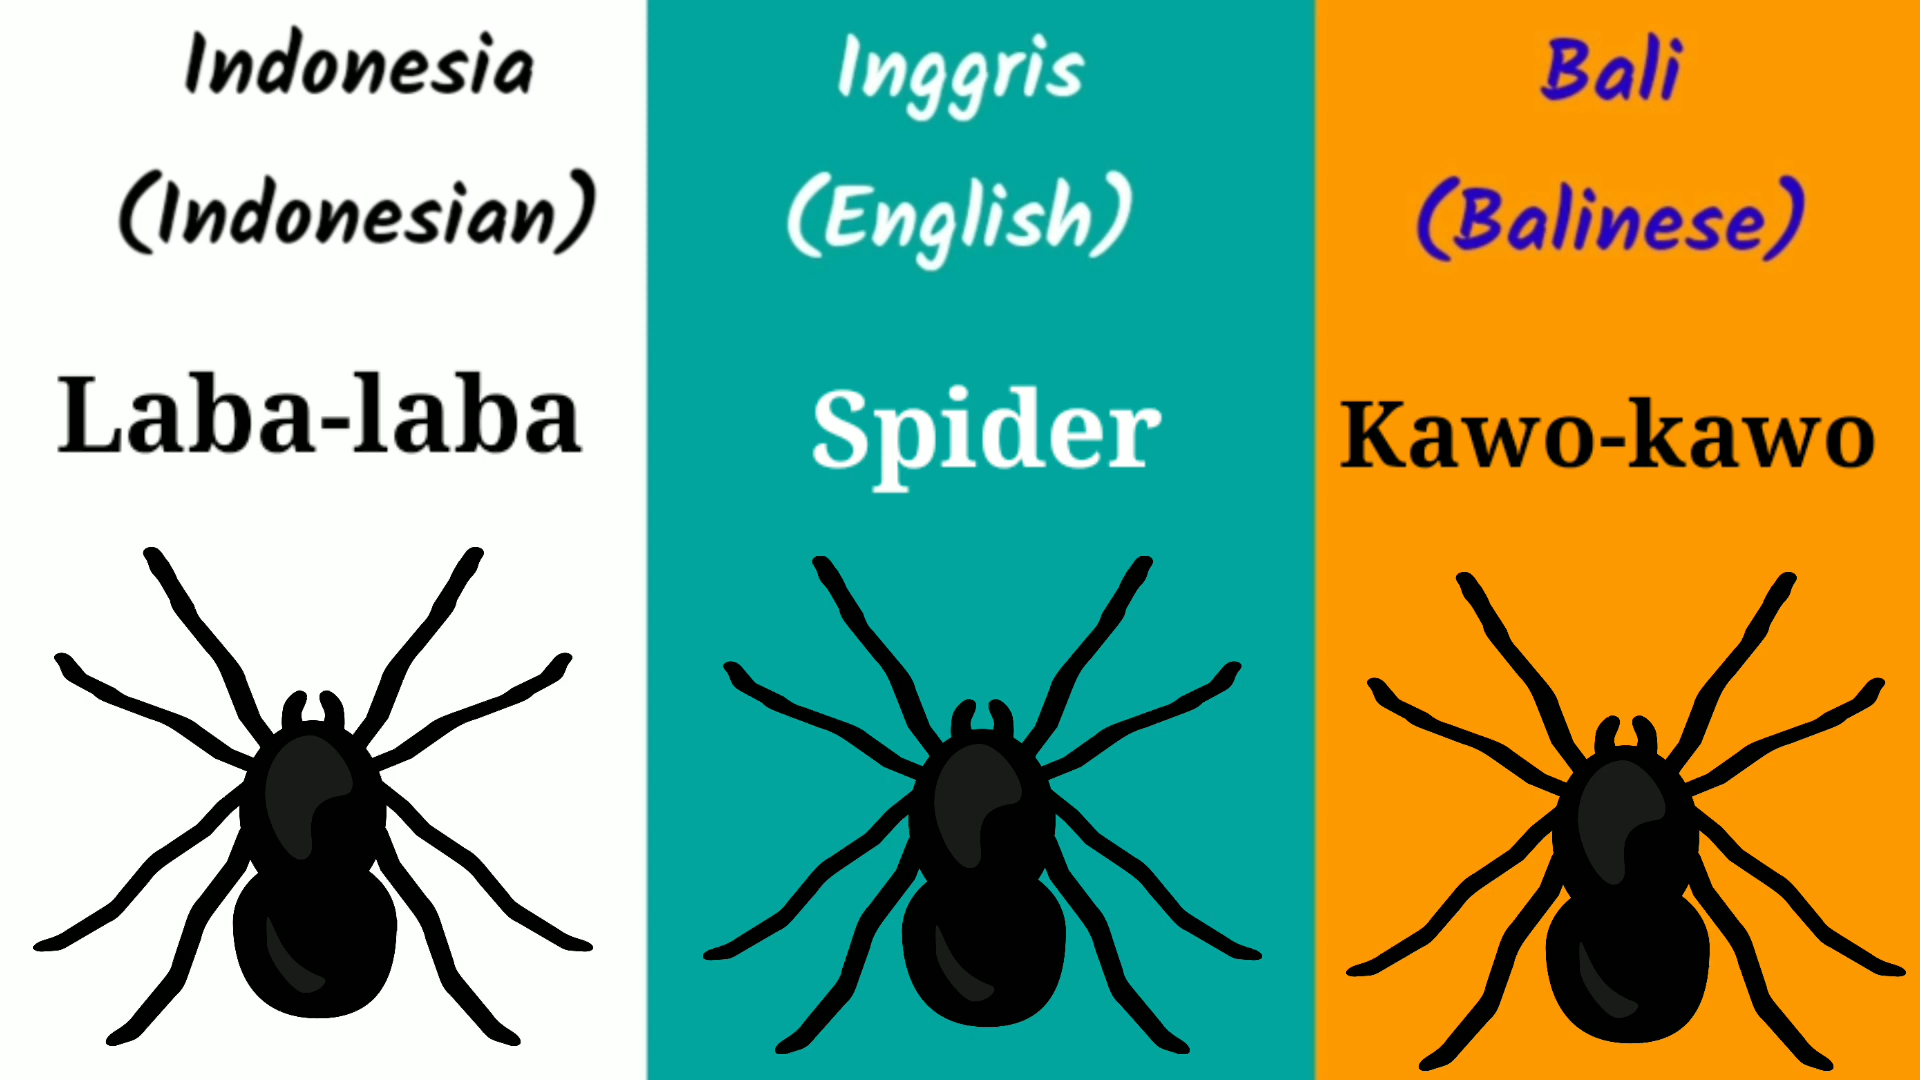 Indonesia
(Indonesian)
Laba-laba
Inggris
(English)
Spider
Bali
(Balinese)
Kawo-kawo